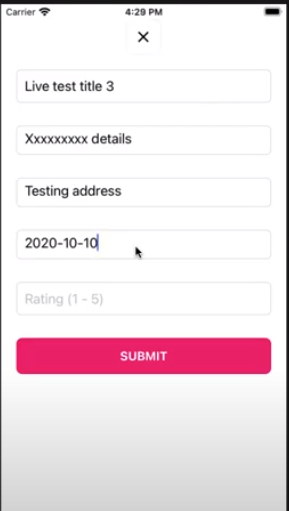 Carrier 4:29 PM
Live test title 3
Xxxxxxxxx details
Testing address
2020-10-10
Rating (1 - 5)
SUBMIT